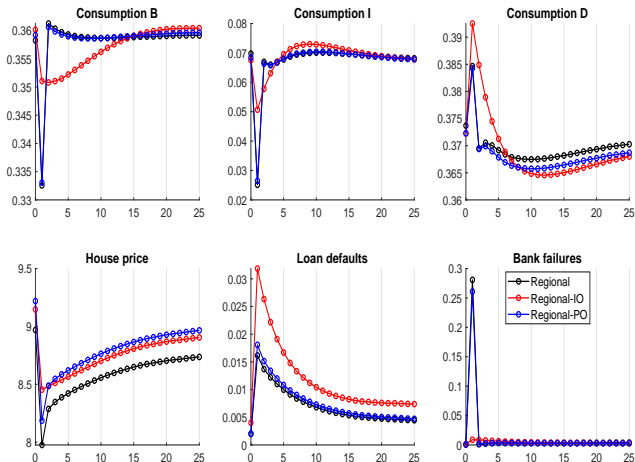 Consumption B
0.36
0.355
0.35
0.345
0.34
0.335
0.33
0 5 10 15 20 25
Consumption I
0.08
0.07
0.06
0.05
0.04
0.03
0.02
0 5 10 15 20 25
Consumption D
0.39
0.385
0.38
0.375
0.37
0.365
0.36
0 5 10 15 20 25
House price
9.5
9
8.5
8
0 5 10 15 20 25
Loan defaults
0.03
0.025
0.02
0.015
0.01
0.005
0
0 5 10 15 20 25
Bank failures
0.3
0.25
0.2
0.15
0.1
0.05
0
0 5 10 15 20 25
Regional
Regional-IO
Regional-PO